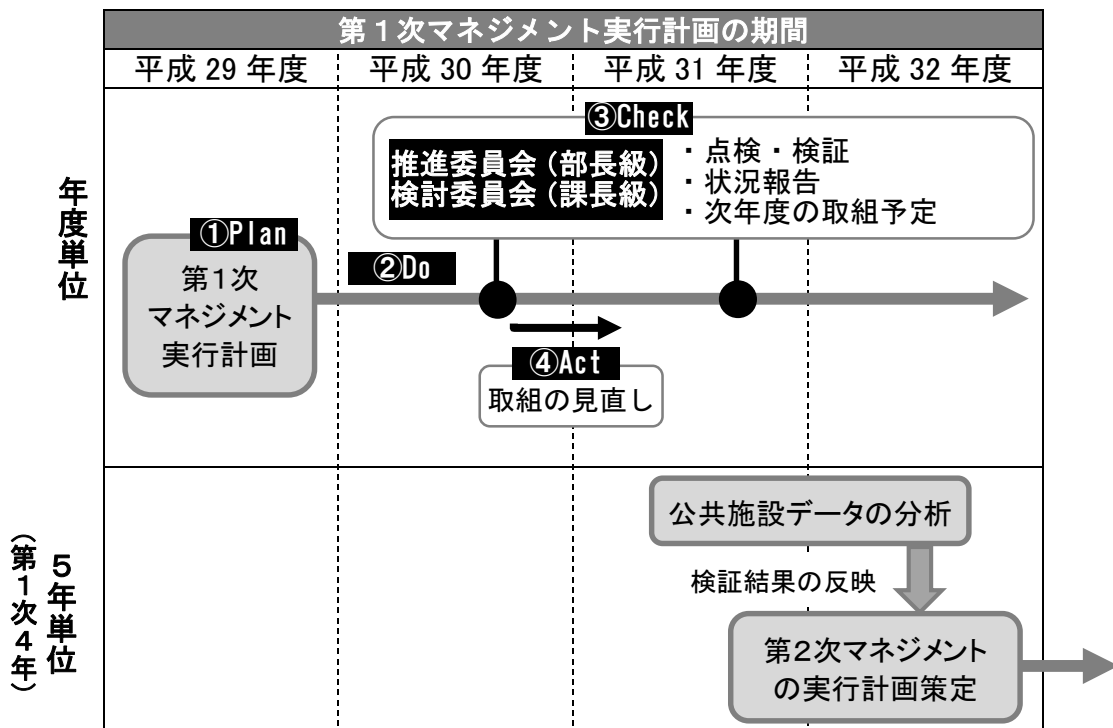 第1次マネジメント実行計画の期間
平成 29 年度
平成 30 年度
平成 31 年度
平成 32 年度
年度単位
③Check
推進委員会(部長級)
検討委員会(課長級)
・点検・検証
・状況報告
・次年度の取組予定
①Plan
第1次
マネジメント
実行計画
②Do
④Act
取組の見直し
5年単位
(第1次4年)
公共施設データの分析
検証結果の反映
第2次マネジメント
の実行計画策定